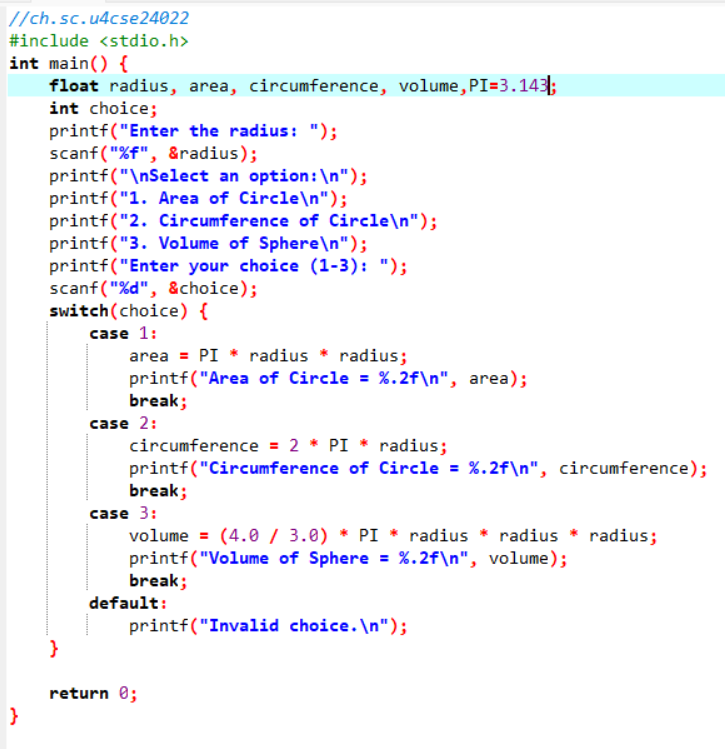 //ch.sc.u4cse24022
#include <stdio.h>
int main() {
    float radius, area, circumference, volume,PI=3.143;
    int choice;
    printf("Enter the radius: ");
    scanf("%f", &radius);
    printf("\nSelect an option:\n");
    printf("1. Area of Circle\n");
    printf("2. Circumference of Circle\n");
    printf("3. Volume of Sphere\n");
    printf("Enter your choice (1-3): ");
    scanf("%d", &choice);
    switch(choice) {
        case 1:
            area = PI * radius * radius;
            printf("Area of Circle = %.2f\n", area);
            break;
        case 2:
            circumference = 2 * PI * radius;
            printf("Circumference of Circle = %.2f\n", circumference);
            break;
        case 3:
            volume = (4.0 / 3.0) * PI * radius * radius * radius;
            printf("Volume of Sphere = %.2f\n", volume);
            break;
        default:
            printf("Invalid choice.\n");
    }

    return 0;
}